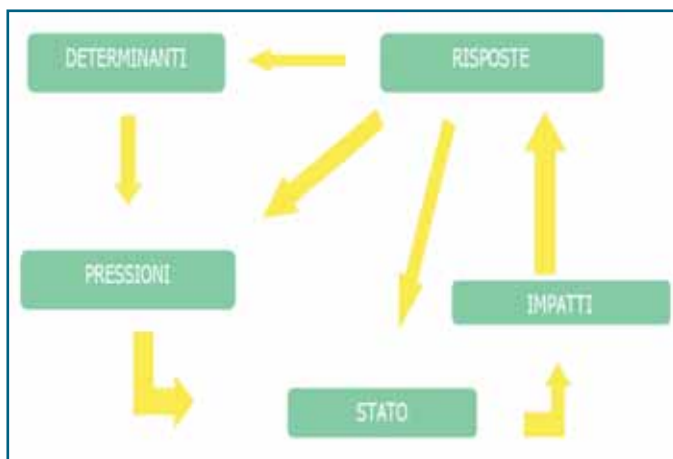 DETERMINANTI
RISPOSTE
PRESSIONI
IMPATTI
STATO